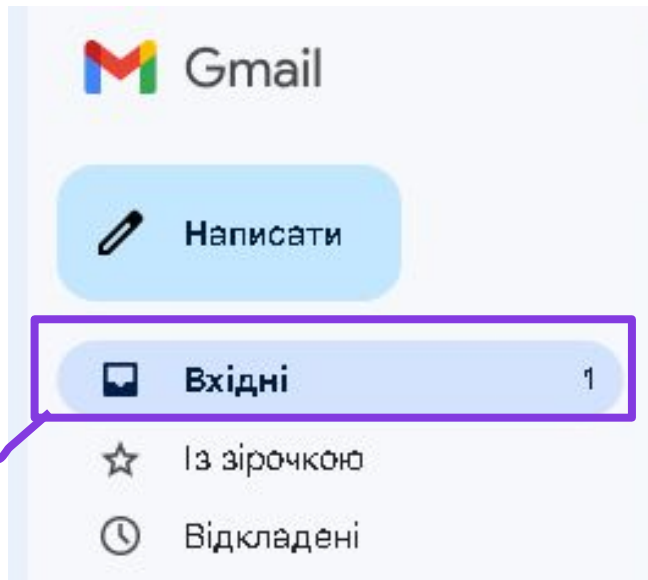 Gmail
Написати
Вхідні 1
Із зірочкою
Відкладені